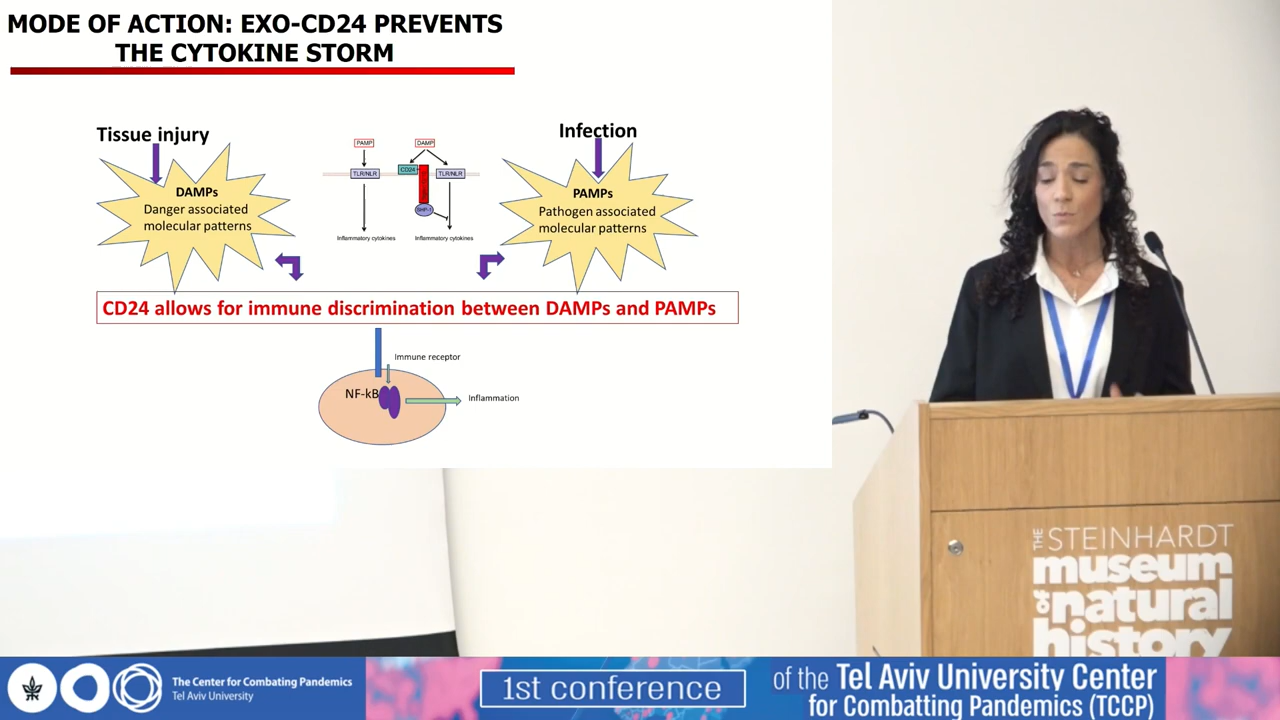 MODE OF ACTION: EXO-CD24 PREVENTS
THE CYTOKINE STORM
Tissue injury
Infection
PAMP
DAMP
TLR/NLR
CD24
TLR/NLR
SHP-1
Inflammatory cytokines
Inflammatory cytokines
DAMPs
Danger associated
molecular patterns
PAMPs
Pathogen associated
molecular patterns
CD24 allows for immune discrimination between DAMPs and PAMPs
Immune receptor
NF-kB
Inflammation
THE STEINHARDT
museum
of natural
history
The Center for Combating Pandemics
Tel Aviv University
1st conference
of the Tel Aviv University Center
for Combatting Pandemics (TCCP)